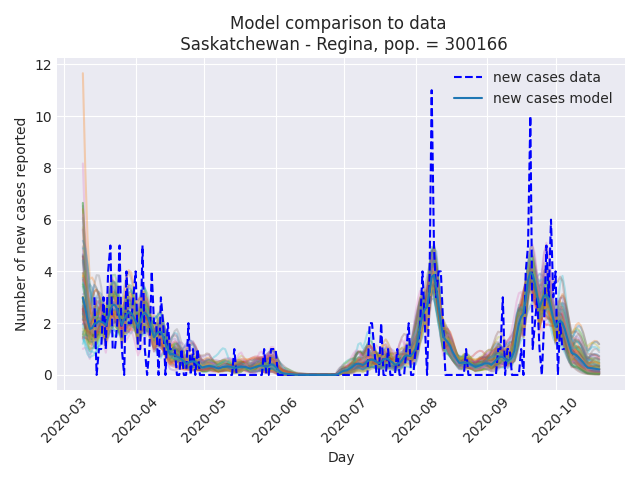 Model comparison to data
Saskatchewan - Regina, pop. = 300166
new cases data
new cases model
Number of new cases reported
12
10
8
6
4
2
0
2020-03
2020-04
2020-05
2020-06
2020-07
2020-08
2020-09
2020-10
Day